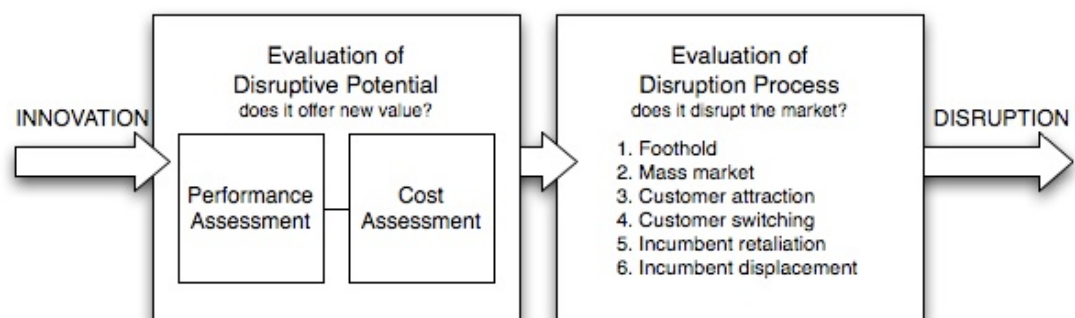 INNOVATION
Evaluation of
Disruptive Potential
does it offer new value?
Performance
Assessment
Cost
Assessment
Evaluation of
Disruption Process
does it disrupt the market?
1. Foothold
2. Mass market
3. Customer attraction
4. Customer switching
5. Incumbent retaliation
6. Incumbent displacement
DISRUPTION